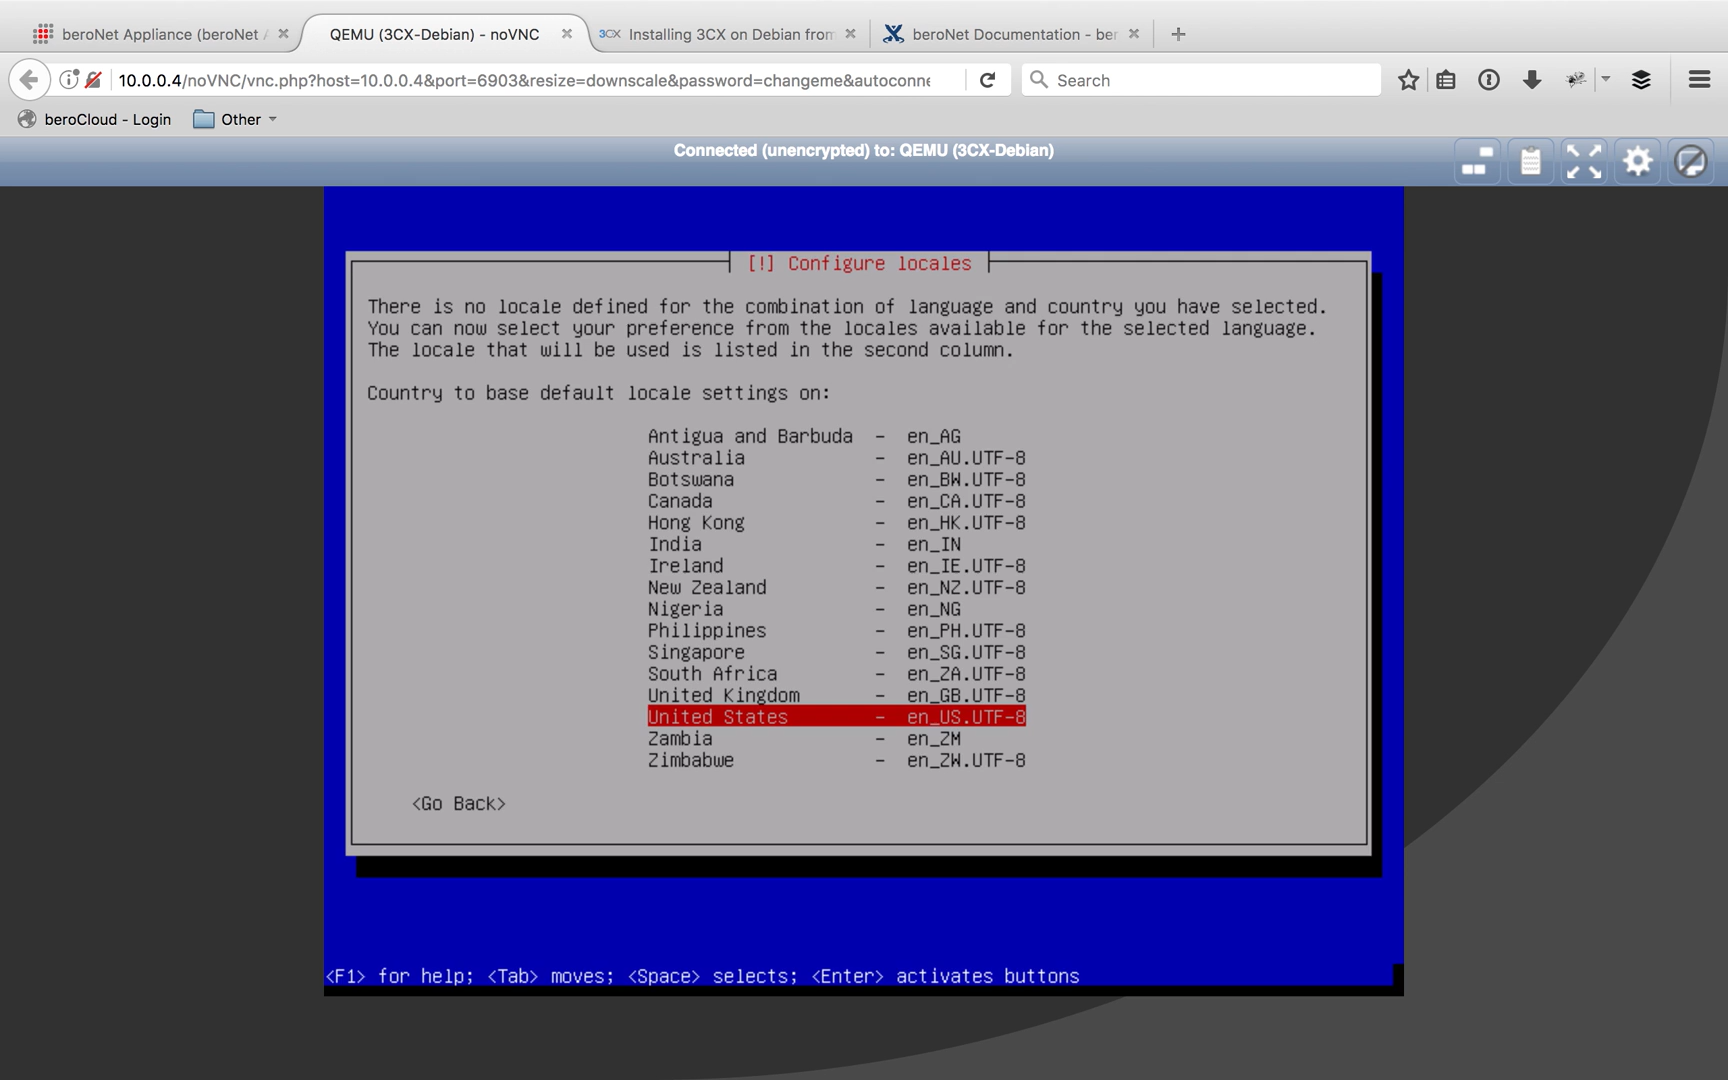 beroNet Appliance (beroNet A
QEMU (3CX-Debian) - noVNC
3CX Installing 3CX on Debian from
beroNet Documentation - ber
10.0.0.4/noVNC/vnc.php?host=10.0.0.4&port=6903&resize=downscale&password=changeme&autoconne
Search
beroCloud - Login
Other
Connected (unencrypted) to: QEMU (3CX-Debian)
[!] Configure locales
There is no locale defined for the combination of language and country you have selected.
You can now select your preference from the locales available for the selected language.
The locale that will be used is listed in the second column.
Country to base default locale settings on:
Antigua and Barbuda - en_AG
Australia - en_AU.UTF-8
Botswana - en_BW.UTF-8
Canada - en_CA.UTF-8
Hong Kong - en_HK.UTF-8
India - en_IN
Ireland - en_IE.UTF-8
New Zealand - en_NZ.UTF-8
Nigeria - en_NG
Philippines - en_PH.UTF-8
Singapore - en_SG.UTF-8
South Africa - en_ZA.UTF-8
United Kingdom - en_GB.UTF-8
United States - en_US.UTF-8
Zambia - en_ZM
Zimbabwe - en_ZW.UTF-8
<Go Back>
<F1> for help; <Tab> moves; <Space> selects; <Enter> activates buttons